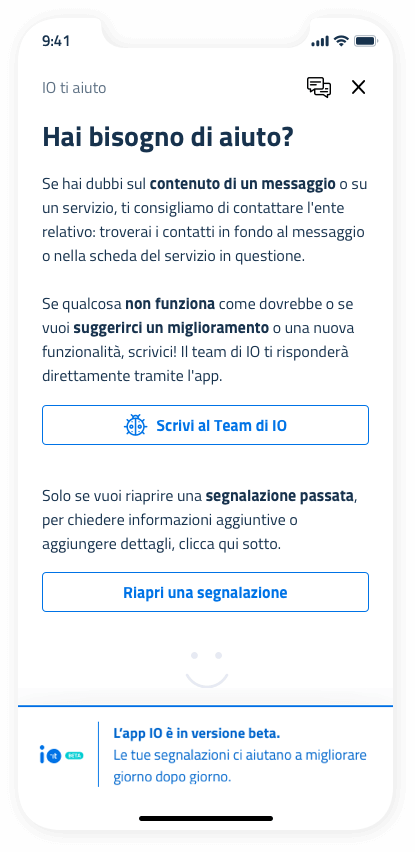 9:41
IO ti aiuto
Hai bisogno di aiuto?
Se hai dubbi sul contenuto di un messaggio o su
un servizio, ti consigliamo di contattare l'ente
relativo: troverai i contatti in fondo al messaggio
o nella scheda del servizio in questione.
Se qualcosa non funziona come dovrebbe o se
vuoi suggerirci un miglioramento o una nuova
funzionalità, scrivici! Il team di IO ti risponderà
direttamente tramite l'app.
Scrivi al Team di IO
Solo se vuoi riaprire una segnalazione passata,
per chiedere informazioni aggiuntive o
aggiungere dettagli, clicca qui sotto.
Riapri una segnalazione
io BETA
L'app IO è in versione beta.
Le tue segnalazioni ci aiutano a migliorare
giorno dopo giorno.